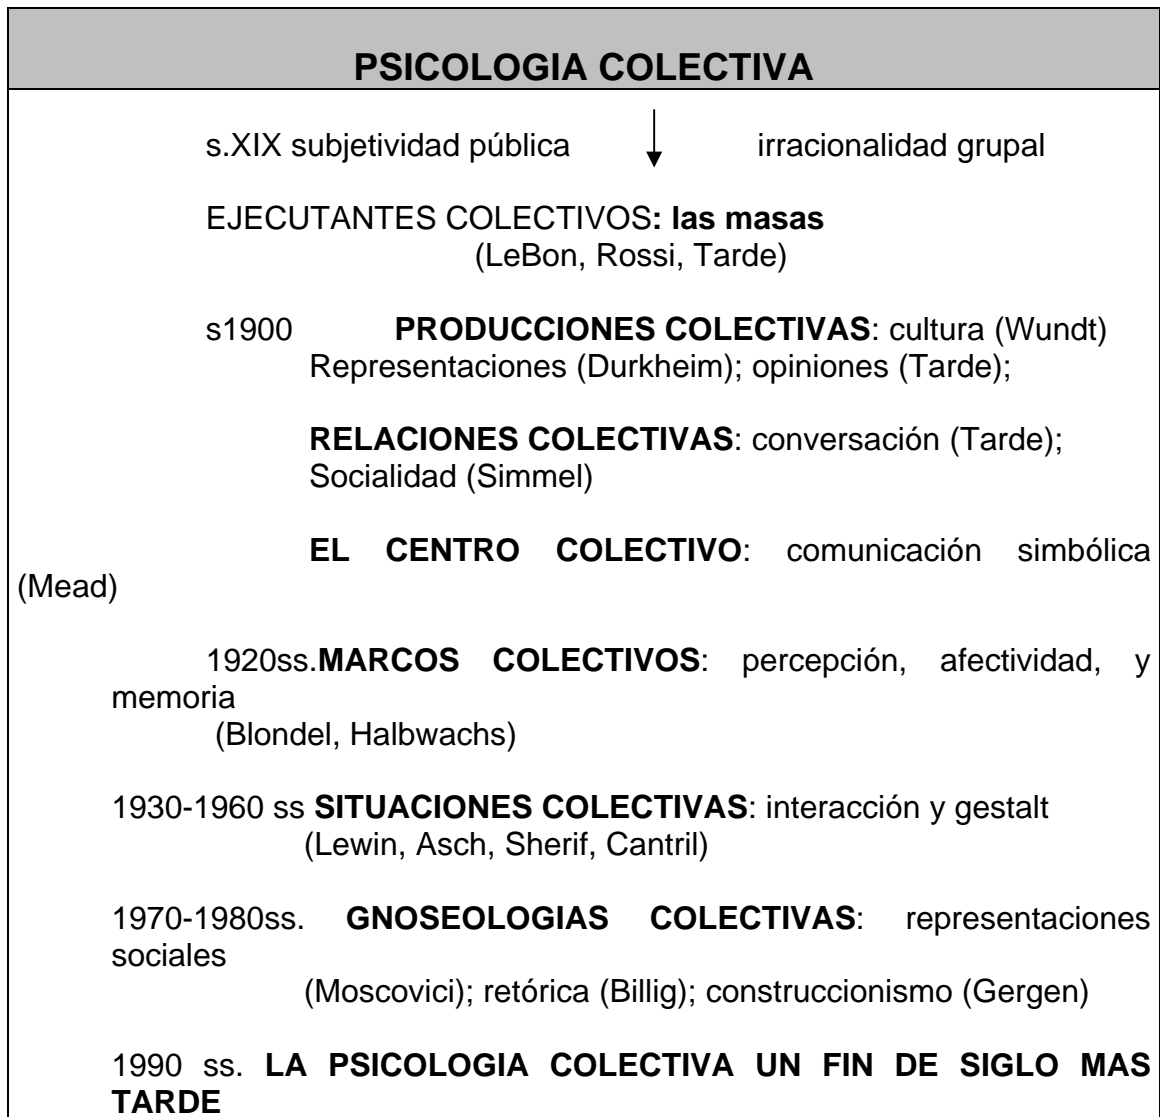 PSICOLOGIA COLECTIVA
s.XIX subjetividad pública irracionalidad grupal
EJECUTANTES COLECTIVOS: las masas
(LeBon, Rossi, Tarde)
s1900 PRODUCCIONES COLECTIVAS: cultura (Wundt)
Representaciones (Durkheim); opiniones (Tarde);
RELACIONES COLECTIVAS: conversación (Tarde);
Socialidad (Simmel)
EL CENTRO COLECTIVO: comunicación simbólica
(Mead)
1920ss.MARCOS COLECTIVOS: percepción, afectividad, y
memoria
(Blondel, Halbwachs)
1930-1960 ss SITUACIONES COLECTIVAS: interacción y gestalt
(Lewin, Asch, Sherif, Cantril)
1970-1980ss. GNOSEOLOGIAS COLECTIVAS: representaciones
sociales
(Moscovici); retórica (Billig); construccionismo (Gergen)
1990 ss. LA PSICOLOGIA COLECTIVA UN FIN DE SIGLO MAS
TARDE